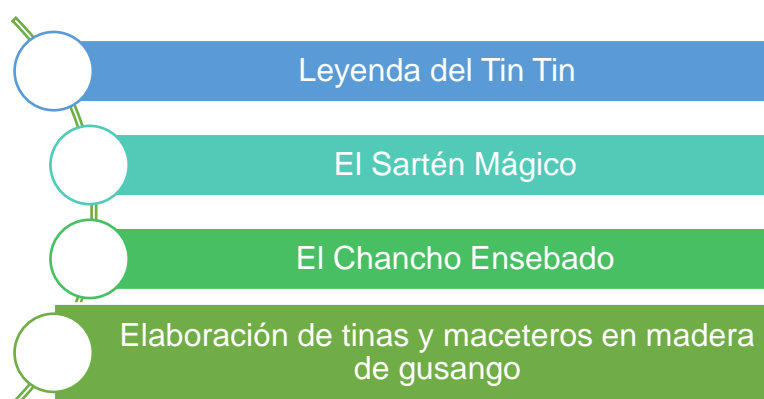 Leyenda del Tin Tin
El Sartén Mágico
El Chancho Ensebado
Elaboración de tinas y maceteros en madera
de gusango